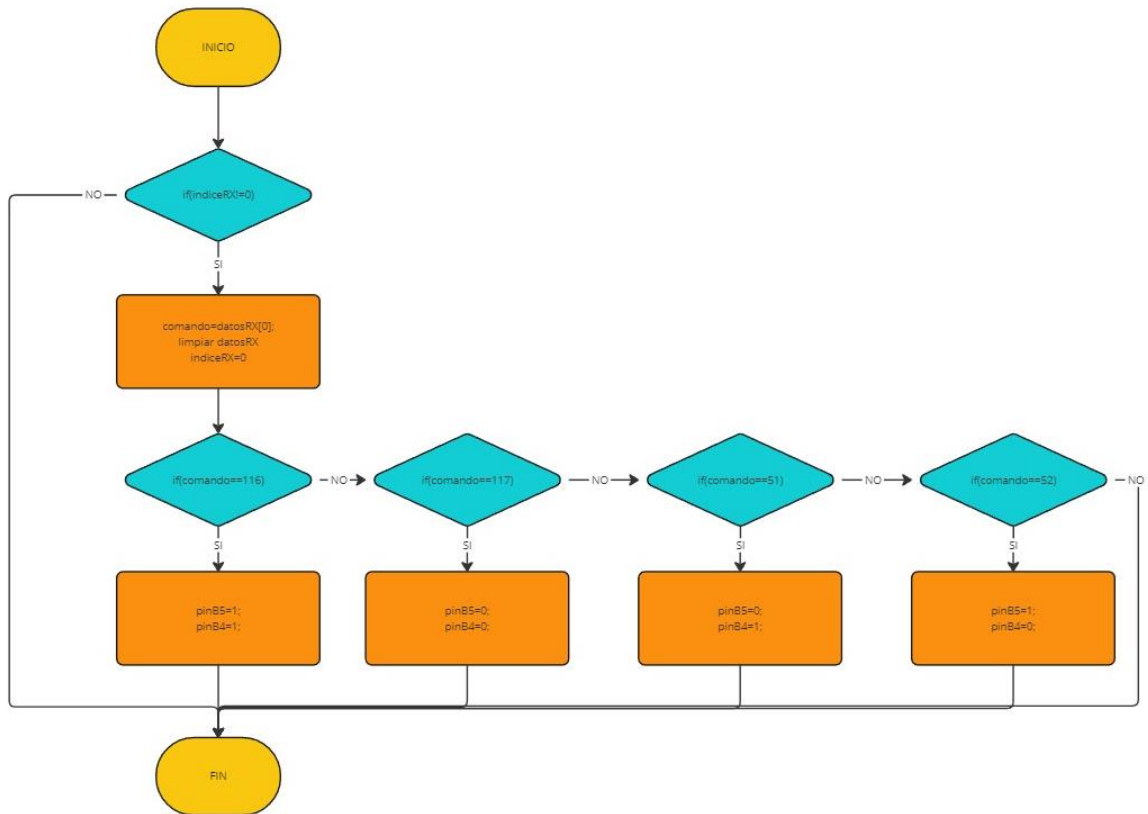 INICIO
NO
if(indiceRX!=0)
SI
comando=datosRX[0];
limpiar datosRX
indiceRX=0
if(comando==116)
NO
if(comando==117)
NO
if(comando==51)
NO
if(comando==52)
NO
SI
SI
SI
SI
pinB5=1;
pinB4=1;
pinB5=0;
pinB4=0;
pinB5=0;
pinB4=1;
pinB5=1;
pinB4=0;
FIN